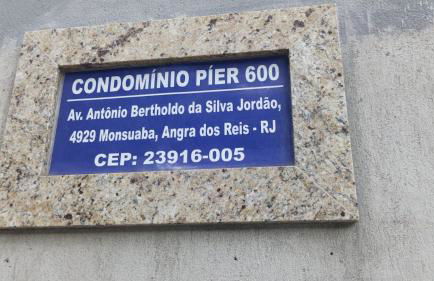 CONDOMÍNIO PÍER 600
Av. Antônio Bertholdo da Silva Jordão,
4929 Monsuaba, Angra dos Reis - RJ
CEP: 23916-005